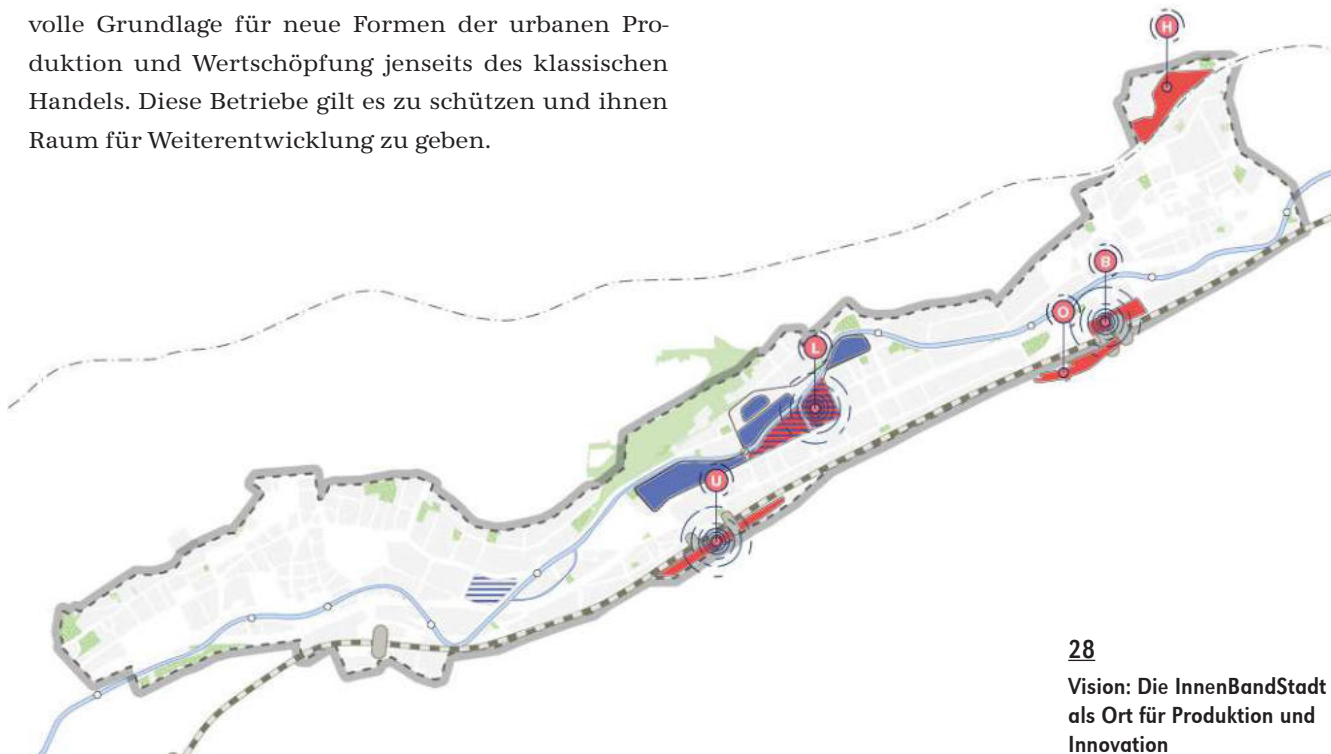 volle Grundlage für neue Formen der urbanen Pro-
duktion und Wertschöpfung jenseits des klassischen
Handels. Diese Betriebe gilt es zu schützen und ihnen
Raum für Weiterentwicklung zu geben.
H
B
O
L
U
28
Vision: Die InnenBandStadt
als Ort für Produktion und
Innovation